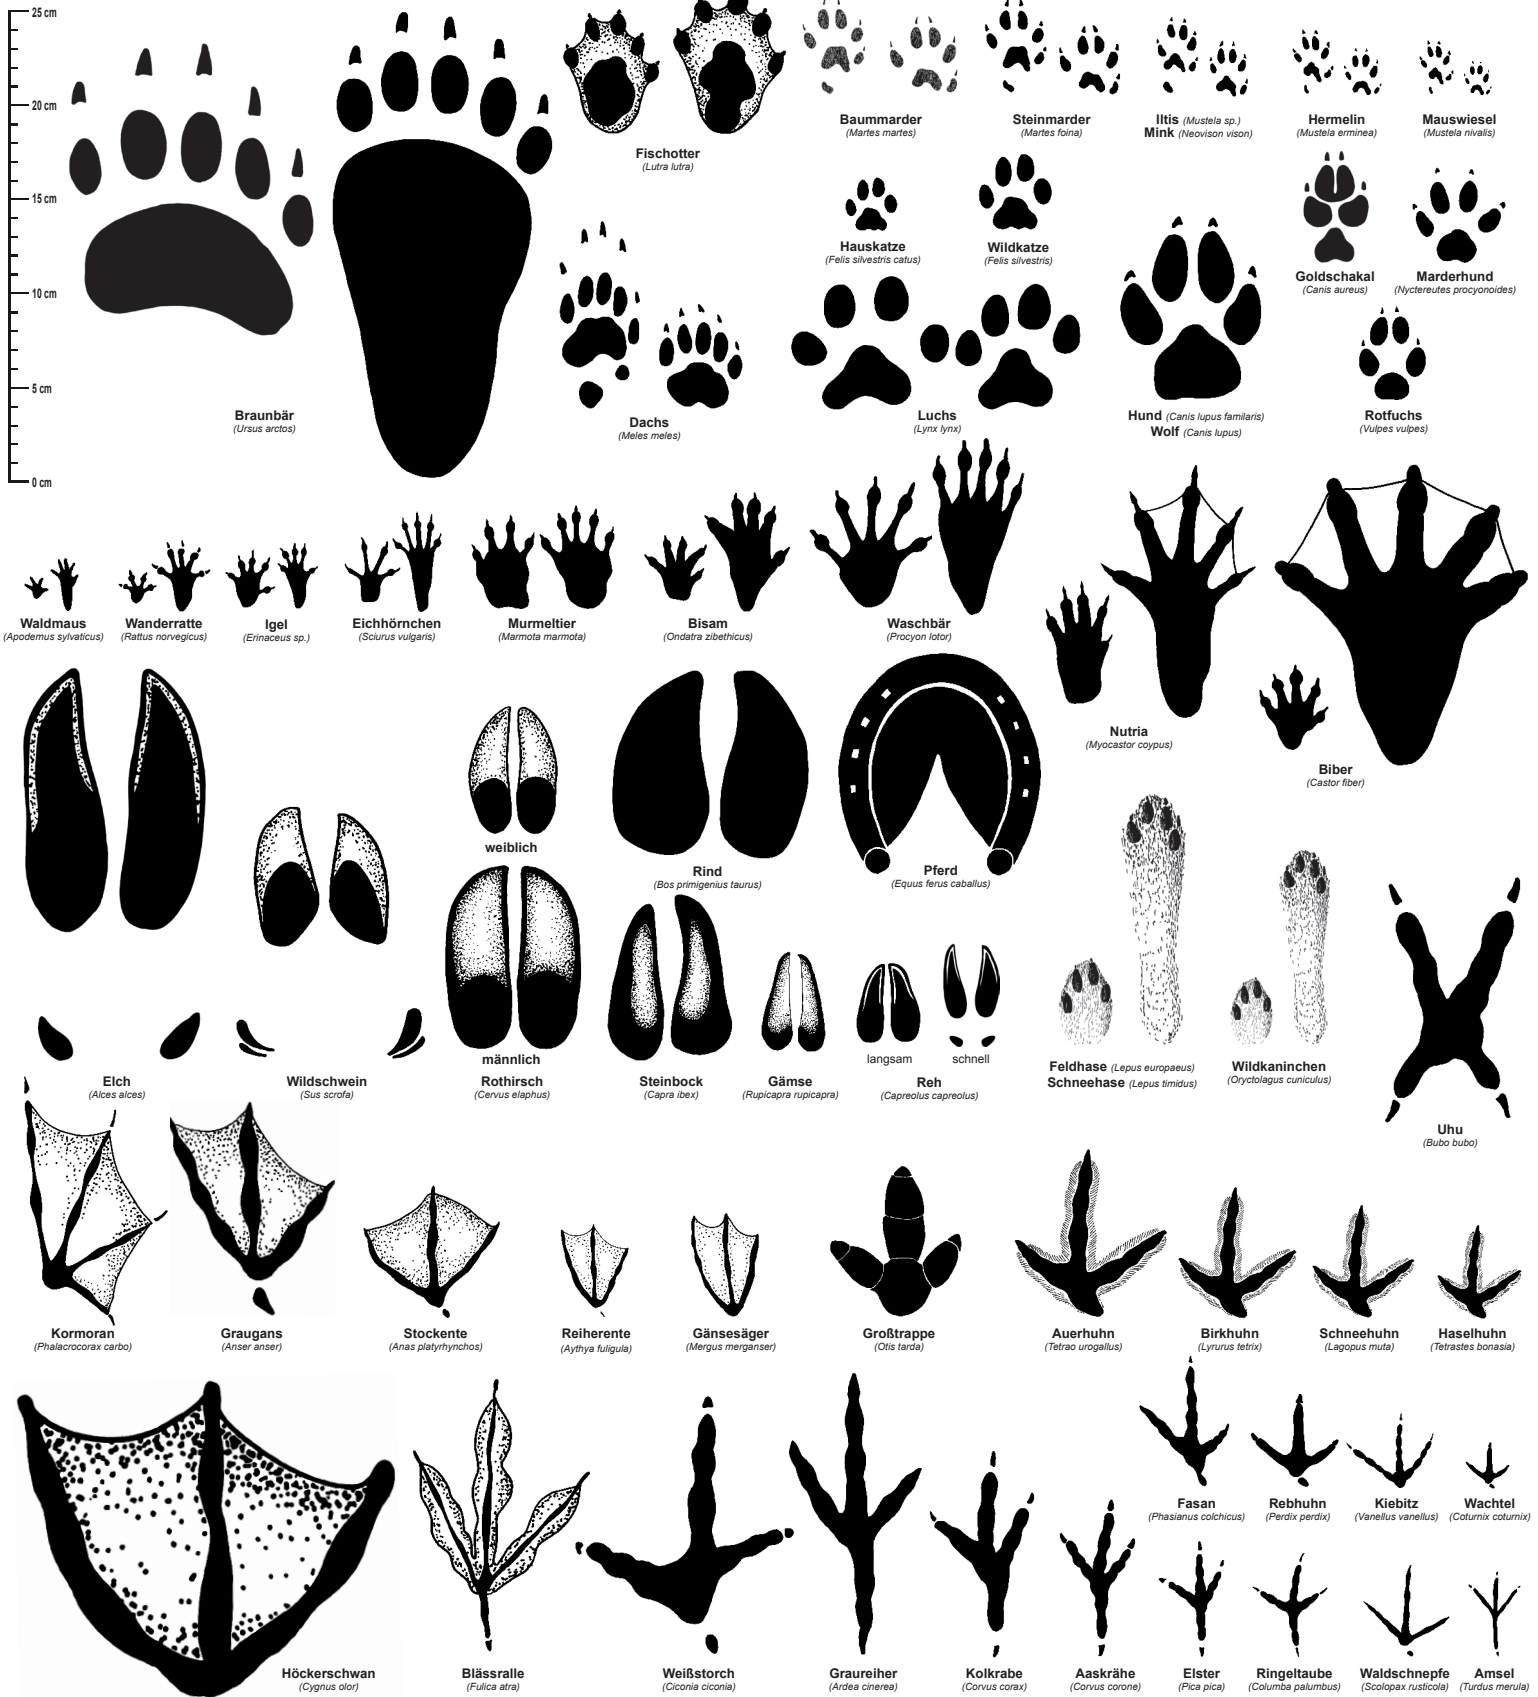 25 cm
20 cm
15 cm
10 cm
5 cm
0 cm
Braunbär
(Ursus arctos)
Fischotter
(Lutra lutra)
Baummarder
(Martes martes)
Steinmarder
(Martes foina)
Iltis (Mustela sp.)
Mink (Neovison vison)
Hermelin
(Mustela erminea)
Mauswiesel
(Mustela nivalis)
Hauskatze
(Felis silvestris catus)
Wildkatze
(Felis silvestris)
Goldschakal
(Canis aureus)
Marderhund
(Nyctereutes procyonoides)
Dachs
(Meles meles)
Luchs
(Lynx lynx)
Hund (Canis lupus familaris)
Wolf (Canis lupus)
Rotfuchs
(Vulpes vulpes)
Waldmaus
(Apodemus sylvaticus)
Wanderratte
(Rattus norvegicus)
Igel
(Erinaceus sp.)
Eichhörnchen
(Sciurus vulgaris)
Murmeltier
(Marmota marmota)
Bisam
(Ondatra zibethicus)
Waschbär
(Procyon lotor)
Nutria
(Myocastor coypus)
Biber
(Castor fiber)
weiblich
männlich
Rind
(Bos primigenius taurus)
Pferd
(Equus ferus caballus)
langsam
schnell
Elch
(Alces alces)
Wildschwein
(Sus scrofa)
Rothirsch
(Cervus elaphus)
Steinbock
(Capra ibex)
Gämse
(Rupicapra rupicapra)
Reh
(Capreolus capreolus)
Feldhase (Lepus europaeus)
Schneehase (Lepus timidus)
Wildkaninchen
(Oryctolagus cuniculus)
Uhu
(Bubo bubo)
Kormoran
(Phalacrocorax carbo)
Graugans
(Anser anser)
Stockente
(Anas platyrhynchos)
Reiherente
(Aythya fuligula)
Gänsesäger
(Mergus merganser)
Großtrappe
(Otis tarda)
Auerhuhn
(Tetrao urogallus)
Birkhuhn
(Lyrurus tetrix)
Schneehuhn
(Lagopus muta)
Haselhuhn
(Tetrastes bonasia)
Fasan
(Phasianus colchicus)
Rebhuhn
(Perdix perdix)
Kiebitz
(Vanellus vanellus)
Wachtel
(Coturnix coturnix)
Höckerschwan
(Cygnus olor)
Blässralle
(Fulica atra)
Weißstorch
(Ciconia ciconia)
Graureiher
(Ardea cinerea)
Kolkrabe
(Corvus corax)
Aaskrähe
(Corvus corone)
Elster
(Pica pica)
Ringeltaube
(Columba palumbus)
Waldschnepfe
(Scolopax rusticola)
Amsel
(Turdus merula)